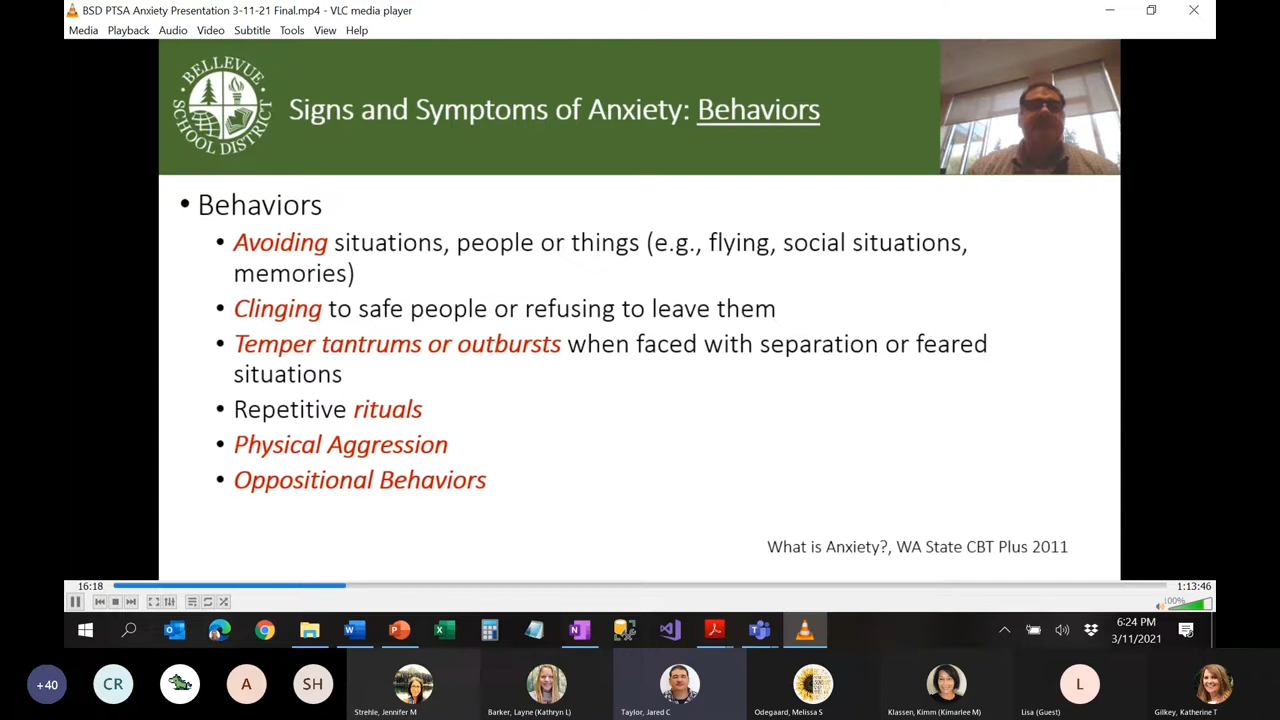 BSD PTSA Anxiety Presentation 3-11-21 Final.mp4 - VLC media player
Media Playback Audio Video Subtitle Tools View Help
BELLEVUE
SCHOOL DISTRICT
Signs and Symptoms of Anxiety: Behaviors
• Behaviors
• Avoiding situations, people or things (e.g., flying, social situations,
memories)
• Clinging to safe people or refusing to leave them
• Temper tantrums or outbursts when faced with separation or feared
situations
• Repetitive rituals
• Physical Aggression
• Oppositional Behaviors
What is Anxiety?, WA State CBT Plus 2011
16:18
1:13:46
100%
6:24 PM
3/11/2021
+40
CR
A
SH
Strehle, Jennifer M
Barker, Layne (Kathryn L)
Taylor, Jared C
Odegaard, Melissa S
Klassen, Kimm (Kimarlee M)
L
Lisa (Guest)
Gilkey, Katherine T